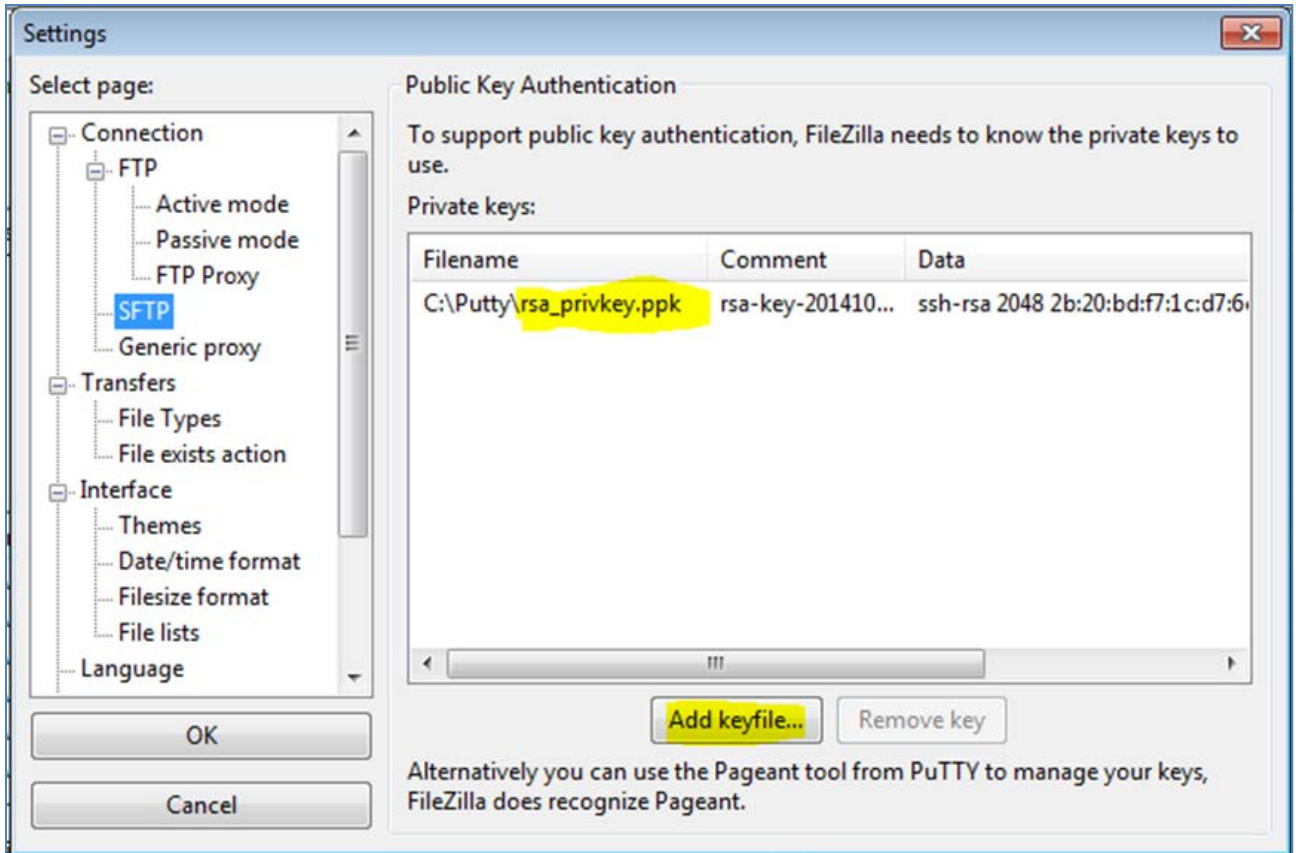 Settings
Select page:
Connection
FTP
Active mode
Passive mode
FTP Proxy
SFTP
Generic proxy
Transfers
File Types
File exists action
Interface
Themes
Date/time format
Filesize format
File lists
Language
OK
Cancel
Public Key Authentication
To support public key authentication, FileZilla needs to know the private keys to
use.
Private keys:
Filename Comment Data
C:\Putty\rsa_privkey.ppk rsa-key-201410... ssh-rsa 2048 2b:20:bd:f7:1c:d7:6
Add keyfile... Remove key
Alternatively you can use the Pageant tool from PuTTY to manage your keys,
FileZilla does recognize Pageant.